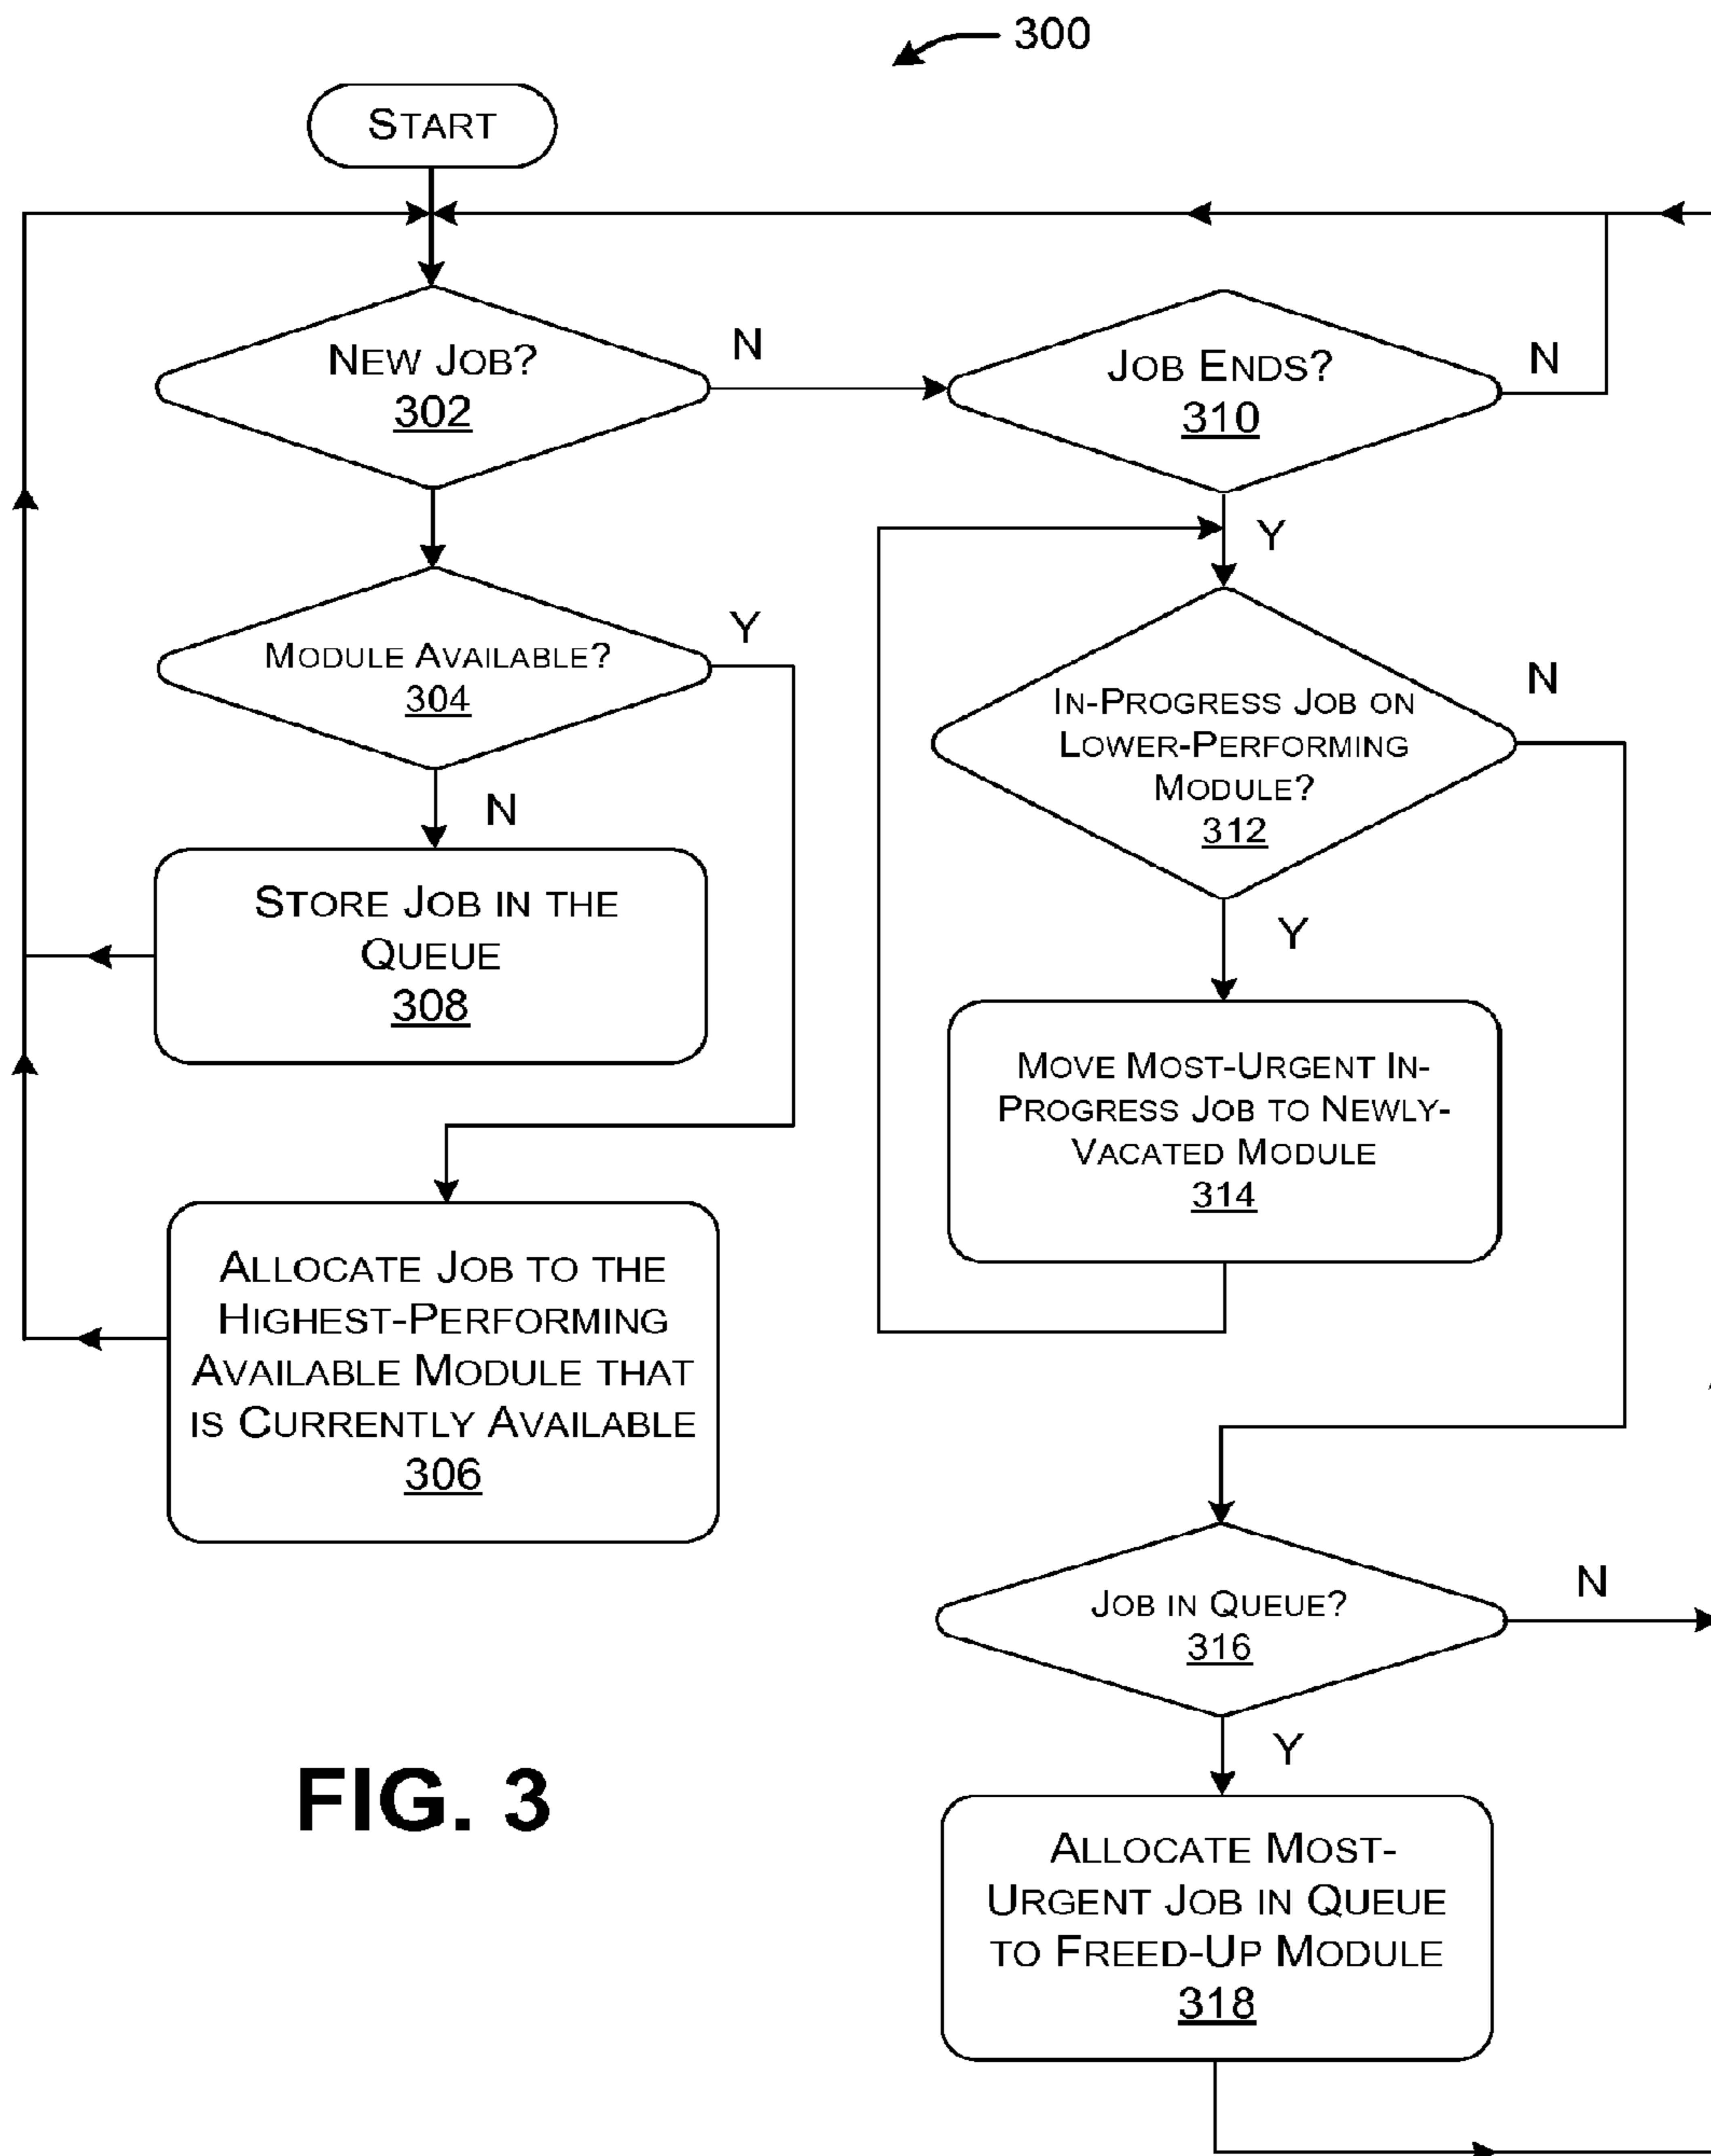 300
START
NEW JOB?
302
N
JOB ENDS?
310
N
Y
MODULE AVAILABLE?
304
Y
N
IN-PROGRESS JOB ON
LOWER-PERFORMING
MODULE?
312
N
Y
STORE JOB IN THE
QUEUE
308
MOVE MOST-URGENT IN-
PROGRESS JOB TO NEWLY-
VACATED MODULE
314
ALLOCATE JOB TO THE
HIGHEST-PERFORMING
AVAILABLE MODULE THAT
IS CURRENTLY AVAILABLE
306
JOB IN QUEUE?
316
N
Y
ALLOCATE MOST-
URGENT JOB IN QUEUE
TO FREED-UP MODULE
318
FIG. 3